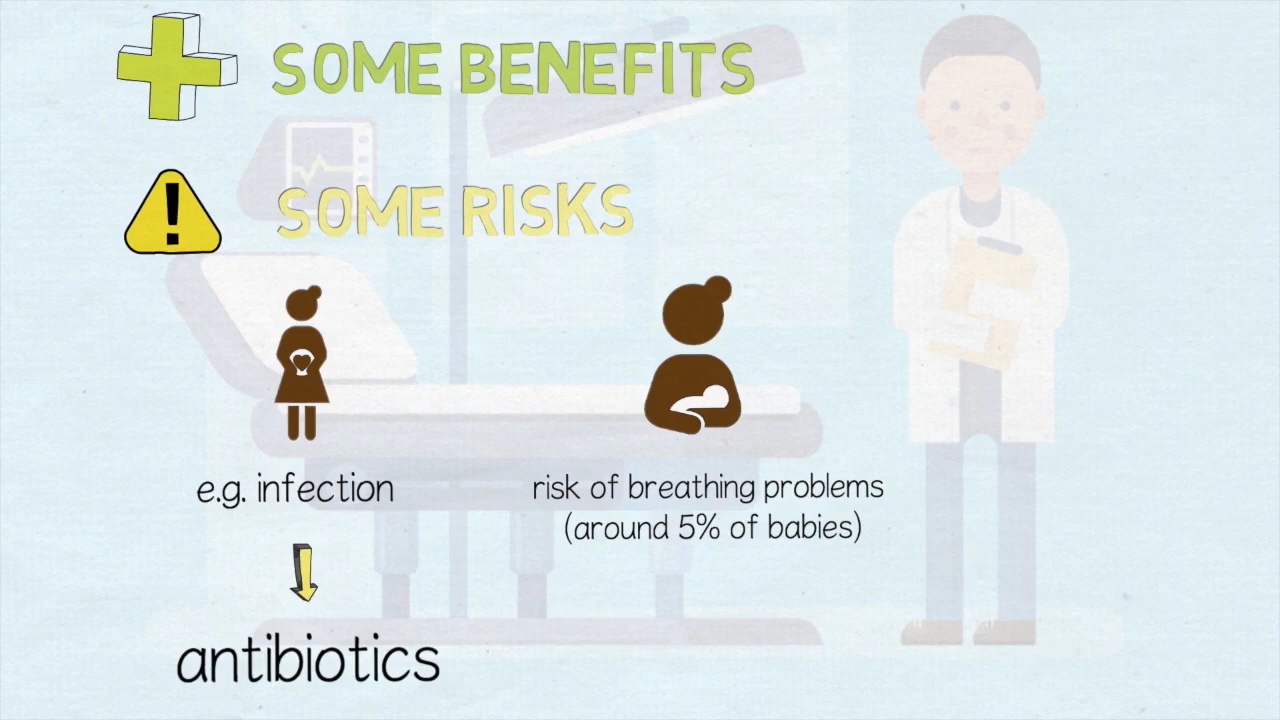 SOME BENEFITS
SOME RISKS
e.g. infection
risk of breathing problems
(around 5% of babies)
antibiotics